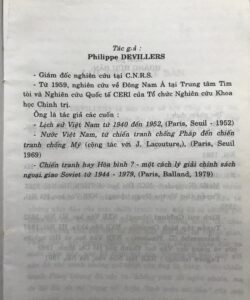 Tác giả :
Philippe DEVILLERS
- Giám đốc nghiên cứu tại C.N.R.S.
- Từ 1959, nghiên cứu về Đông Nam Á tại Trung tâm Tìm
tòi và Nghiên cứu Quốc tế CERI của Tổ chức Nghiên cứu Khoa
học Chính trị.
Ông là tác giả các cuốn :
- Lịch sử Việt Nam từ 1940 đến 1952, (Paris, Seuil - 1952)
- Nước Việt Nam, từ chiến tranh chống Pháp đến chiến
tranh chống Mỹ (cộng tác với J. Lacouture,), (Paris, Seuil
1969)
- Chiến tranh hay Hòa bình ? - một cách lý giải chính sách
ngoại giao Soviet từ 1944 - 1979, (Paris, Balland, 1979)